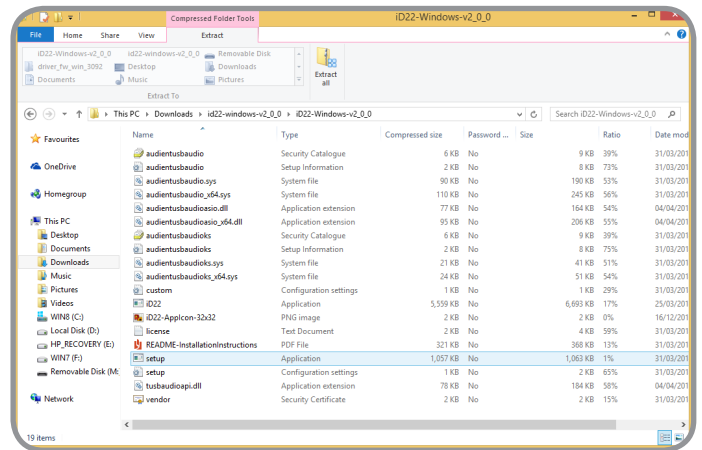 Compressed Folder Tools iD22-Windows-v2_0_0
File Home Share View Extract
iD22-Windows-v2_0_0 id22-windows-v2_0_0 Removable Disk
driver_fw_win_3092 Desktop Downloads
Documents Music Pictures
Extract all
Extract To
This PC Downloads id22-windows-v2_0_0 iD22-Windows-v2_0_0 Search iD22-Windows-v2_0_0
Name Type Compressed size Password ... Size Ratio Date mod
Favourites
OneDrive
Homegroup
This PC
Desktop
Documents
Downloads
Music
Pictures
Videos
WIN8 (C:)
Local Disk (D:)
HP_RECOVERY (E:)
WIN7 (F:)
Removable Disk (M:
Network
audientusbaudio Security Catalogue 6 KB No 9 KB 39% 31/03/201
audientusbaudio Setup Information 2 KB No 8 KB 73% 31/03/201
audientusbaudio.sys System file 90 KB No 190 KB 53% 31/03/201
audientusbaudio_x64.sys System file 110 KB No 245 KB 56% 31/03/201
audientusbaudioasio.dll Application extension 77 KB No 164 KB 54% 04/04/201
audientusbaudioasio_x64.dll Application extension 95 KB No 206 KB 55% 04/04/201
audientusbaudioks Security Catalogue 6 KB No 9 KB 39% 31/03/201
audientusbaudioks Setup Information 2 KB No 8 KB 75% 31/03/201
audientusbaudioks.sys System file 21 KB No 41 KB 51% 31/03/201
audientusbaudioks_x64.sys System file 24 KB No 51 KB 54% 31/03/201
custom Configuration settings 1 KB No 1 KB 29% 31/03/201
iD22 Application 5,559 KB No 6,693 KB 17% 25/03/201
iD22-AppIcon-32x32 PNG image 2 KB No 2 KB 0% 16/12/201
license Text Document 2 KB No 4 KB 59% 31/03/201
README-InstallationInstructions PDF File 321 KB No 368 KB 13% 31/03/201
setup Application 1,057 KB No 1,063 KB 1% 31/03/201
setup Configuration settings 1 KB No 2 KB 65% 31/03/201
tusbaudioapi.dll Application extension 78 KB No 184 KB 58% 04/04/201
vendor Security Certificate 2 KB No 2 KB 15% 31/03/201
19 items